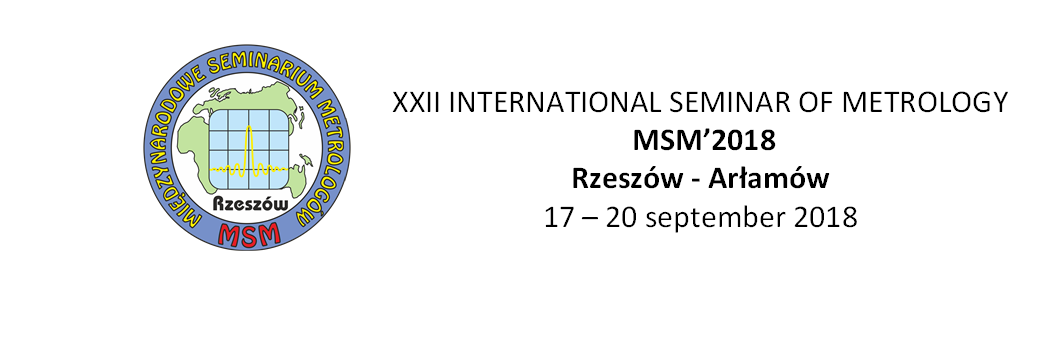 MIĘDZYNARODOWE SEMINARIUM METROLOGÓW
Rzeszów
MSM
XXII INTERNATIONAL SEMINAR OF METROLOGY
MSM’2018
Rzeszów - Arłamów
17 – 20 september 2018